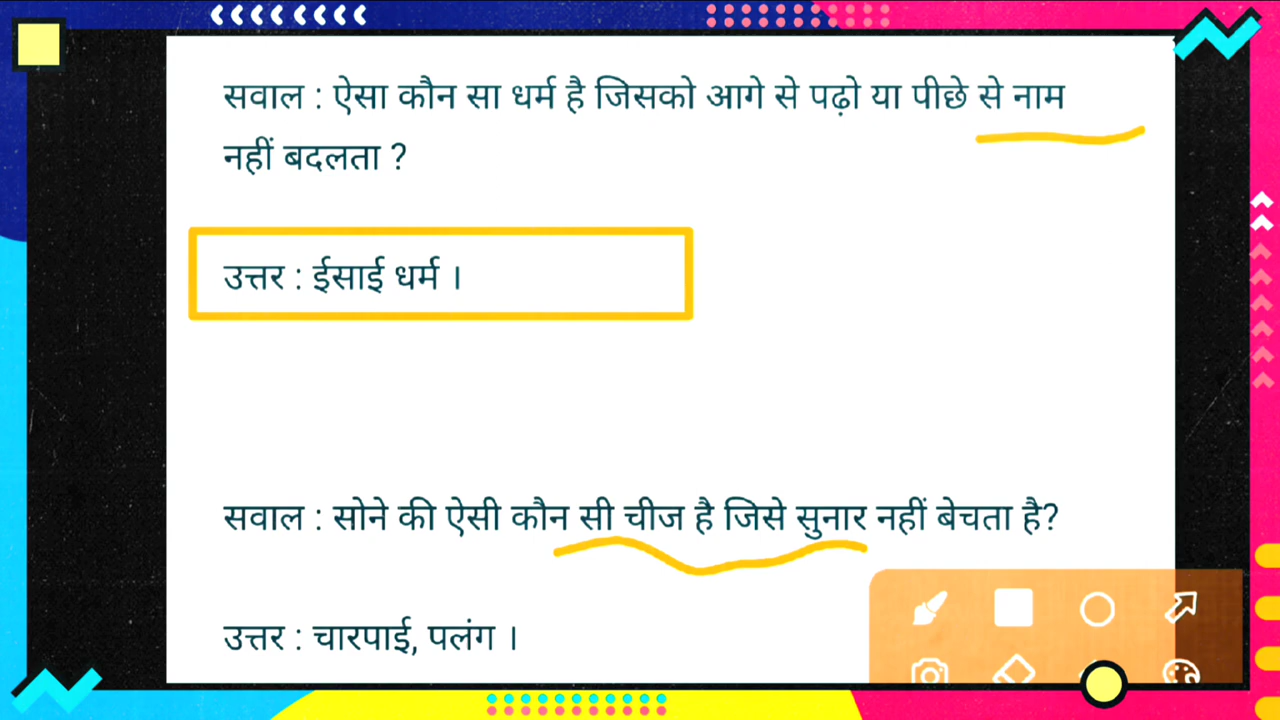 सवाल : ऐसा कौन सा धर्म है जिसको आगे से पढ़ो या पीछे से नाम
नहीं बदलता ?
उत्तर : ईसाई धर्म ।
सवाल : सोने की ऐसी कौन सी चीज है जिसे सुनार नहीं बेचता है?
उत्तर : चारपाई, पलंग ।